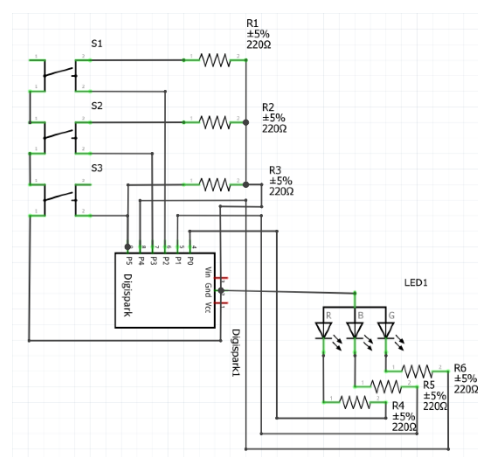 S1
R1
±5%
220Ω
S2
R2
±5%
220Ω
S3
R3
±5%
220Ω
P5
P4
P3
P2
P1
P0
Digispark
Vin
Gnd
Vcc
Digispark1
LED1
R
B
G
R6
±5%
220Ω
R5
±5%
220Ω
R4
±5%
220Ω